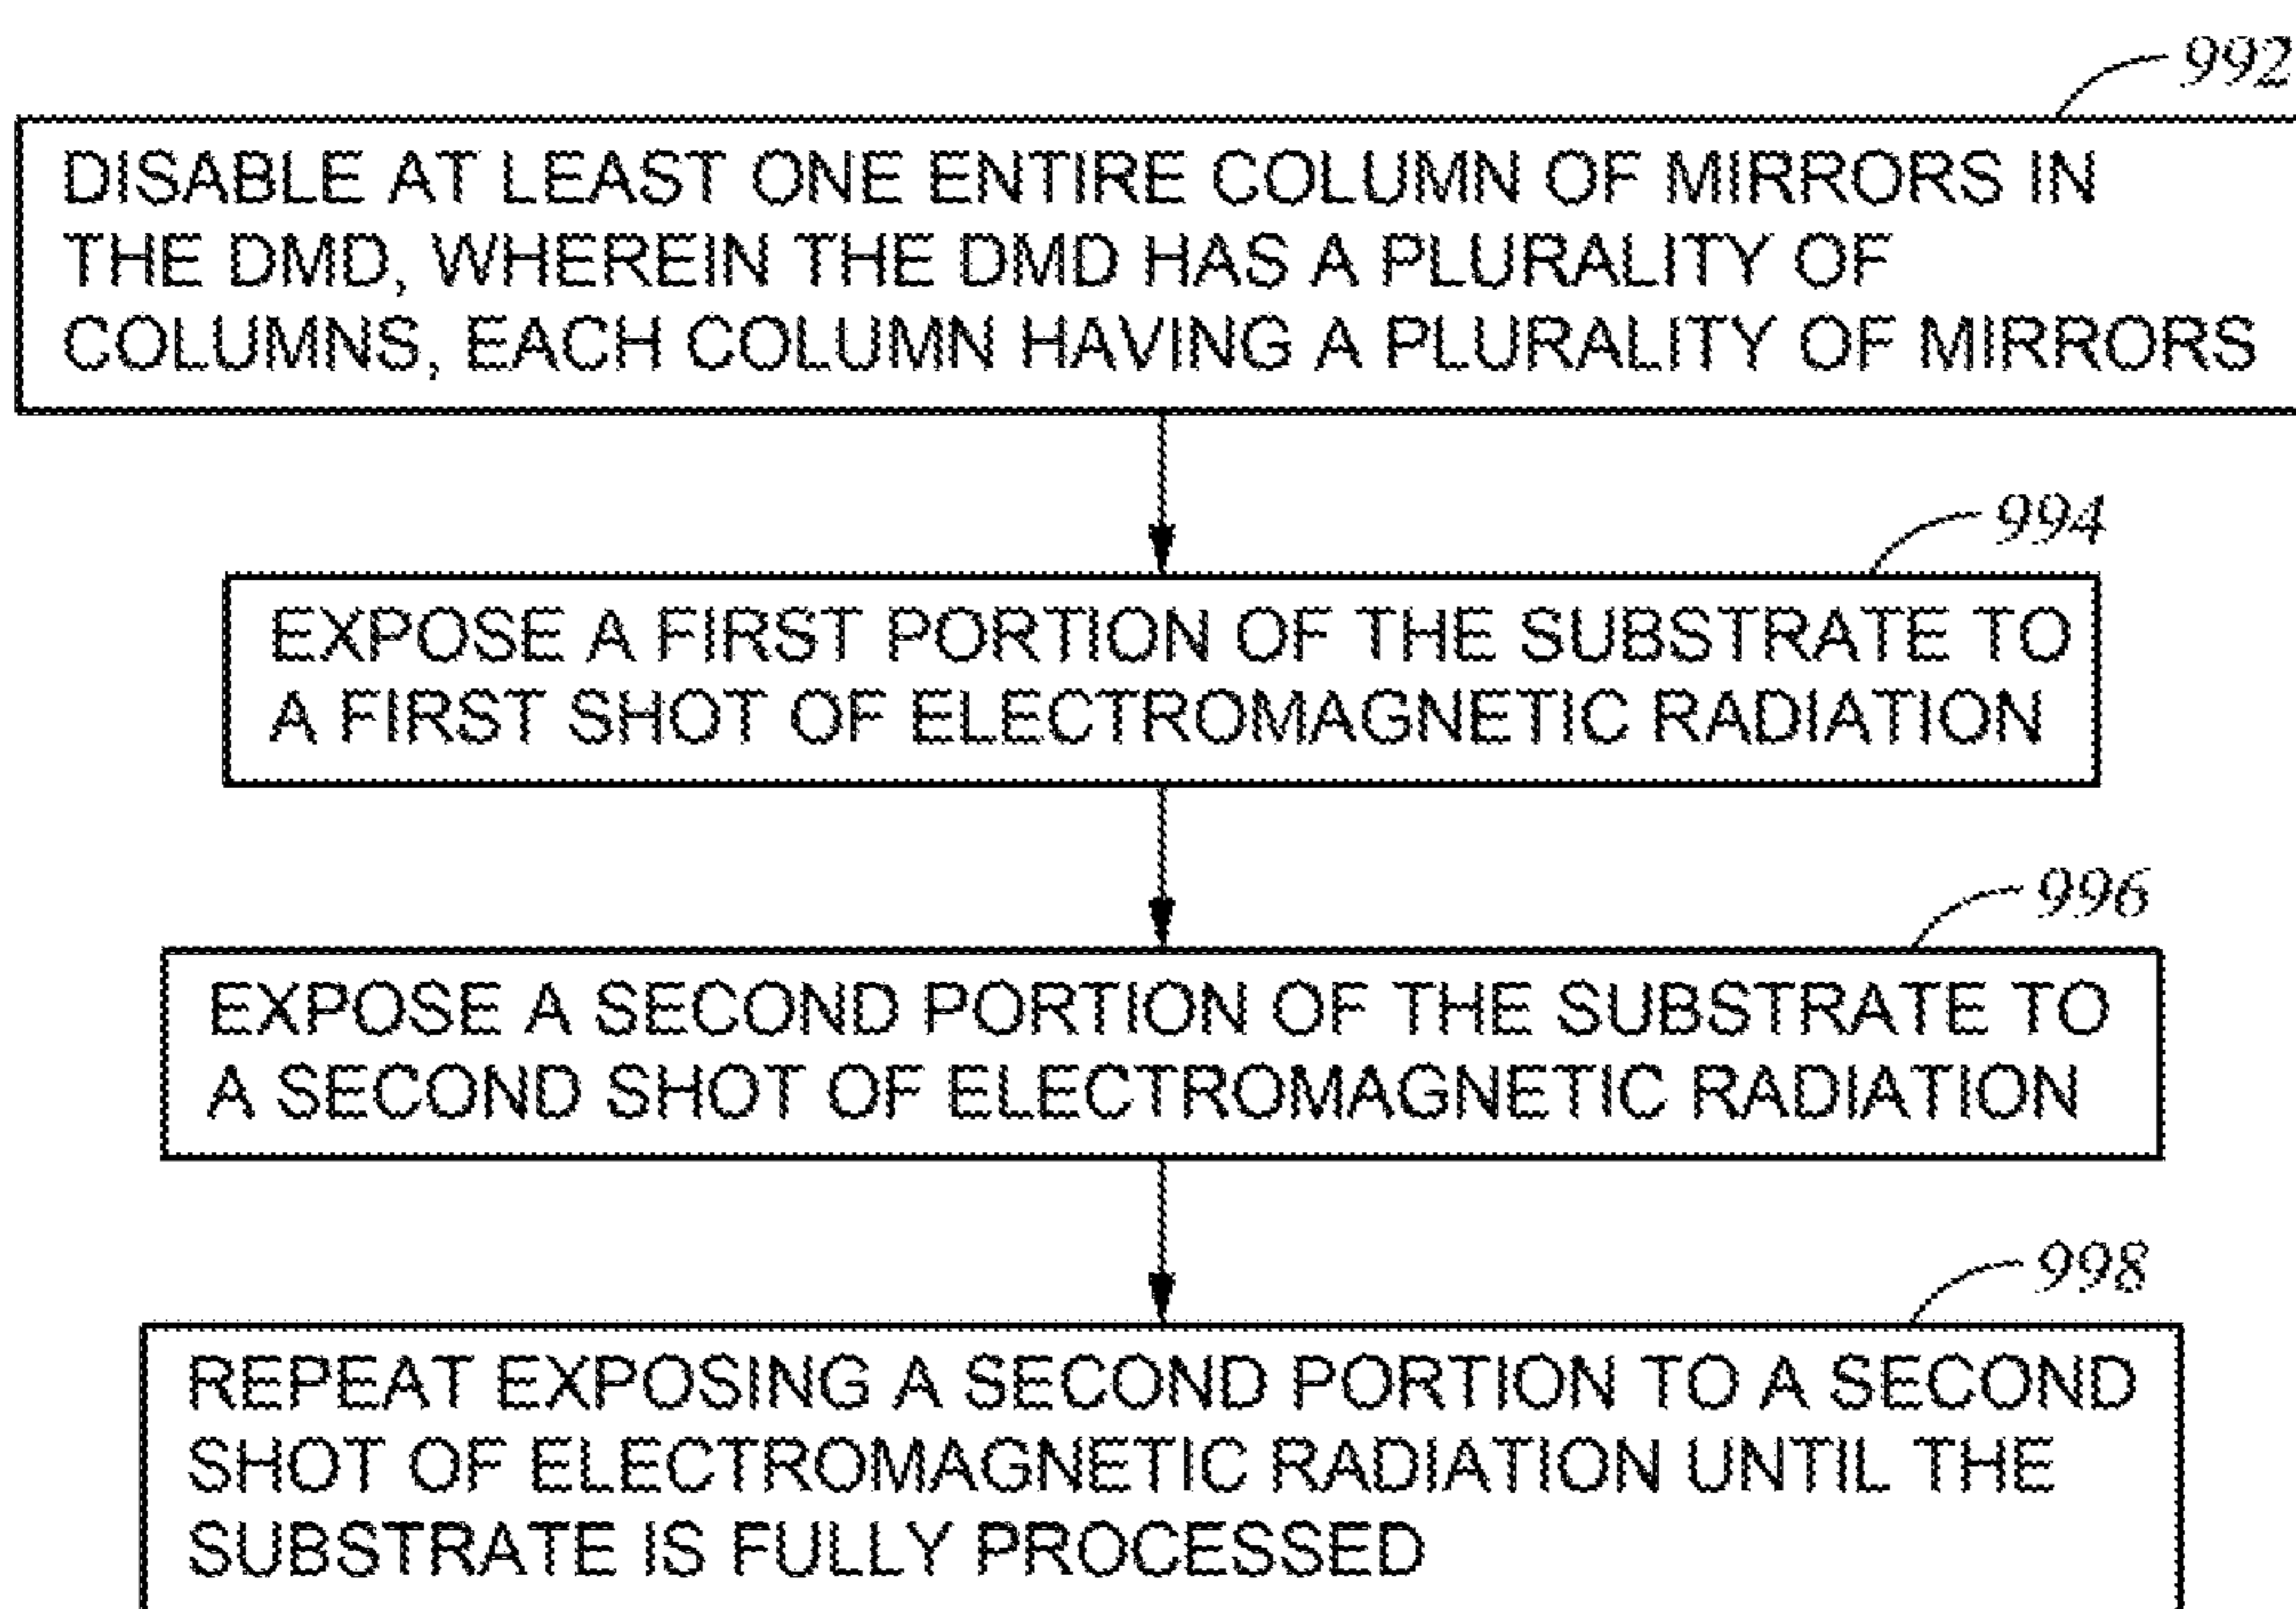 992
DISABLE AT LEAST ONE ENTIRE COLUMN OF MIRRORS IN
THE DMD, WHEREIN THE DMD HAS A PLURALITY OF
COLUMNS, EACH COLUMN HAVING A PLURALITY OF MIRRORS
994
EXPOSE A FIRST PORTION OF THE SUBSTRATE TO
A FIRST SHOT OF ELECTROMAGNETIC RADIATION
996
EXPOSE A SECOND PORTION OF THE SUBSTRATE TO
A SECOND SHOT OF ELECTROMAGNETIC RADIATION
998
REPEAT EXPOSING A SECOND PORTION TO A SECOND
SHOT OF ELECTROMAGNETIC RADIATION UNTIL THE
SUBSTRATE IS FULLY PROCESSED